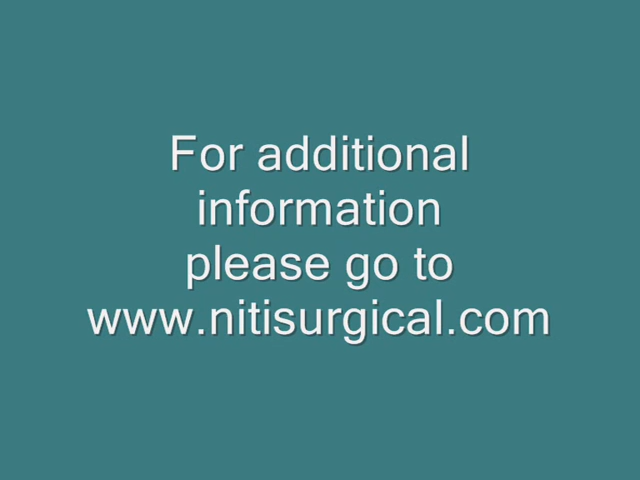 For additional
information
please go to
www.nitisurgical.com